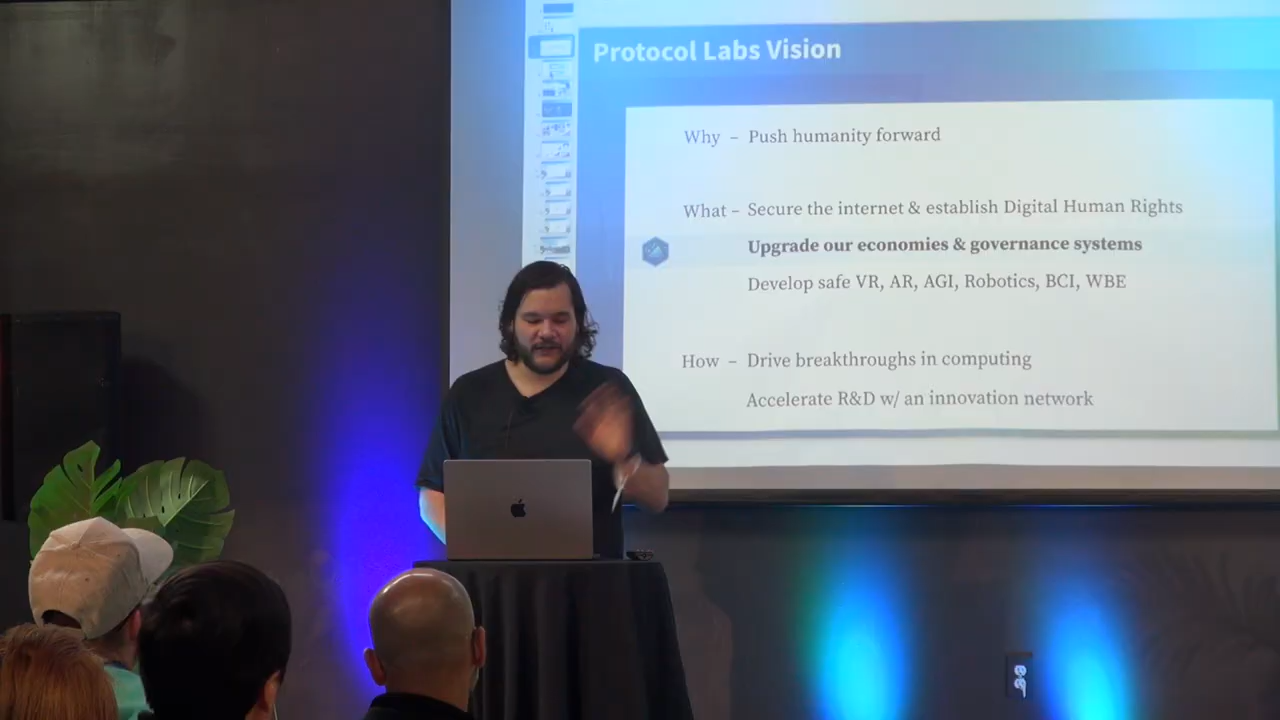 Protocol Labs Vision
Why – Push humanity forward
What – Secure the internet & establish Digital Human Rights
Upgrade our economies & governance systems
Develop safe VR, AR, AGI, Robotics, BCI, WBE
How – Drive breakthroughs in computing
Accelerate R&D w/ an innovation network